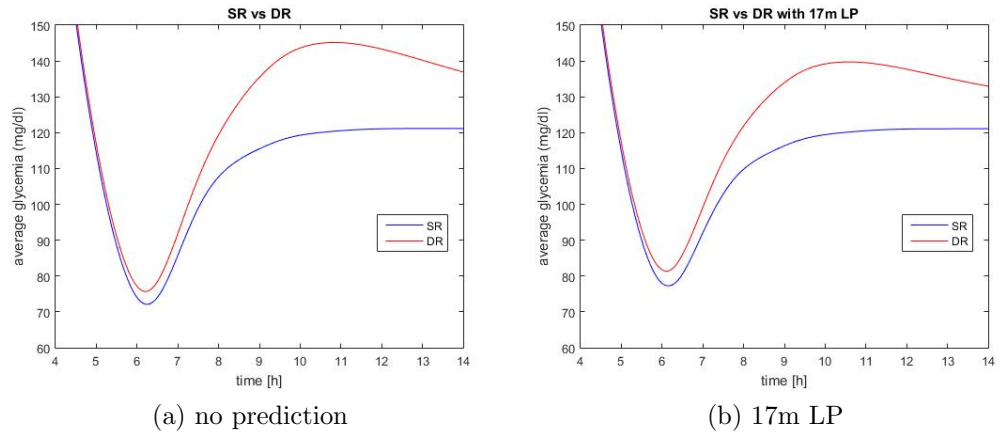 SR vs DR
150
140
130
120
110
100
90
80
70
60
average glycemia (mg/dl)
SR
DR
4 5 6 7 8 9 10 11 12 13 14
time [h]
(a) no prediction
SR vs DR with 17m LP
150
140
130
120
110
100
90
80
70
60
average glycemia (mg/dl)
SR
DR
4 5 6 7 8 9 10 11 12 13 14
time [h]
(b) 17m LP